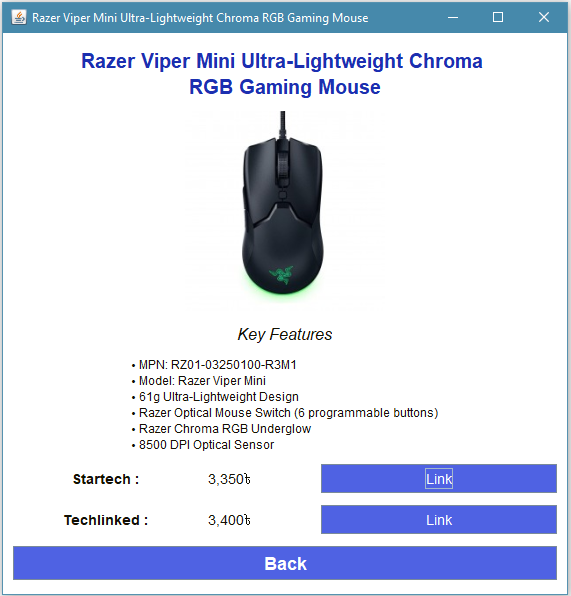 Razer Viper Mini Ultra-Lightweight Chroma RGB Gaming Mouse
Razer Viper Mini Ultra-Lightweight Chroma
RGB Gaming Mouse
Key Features
• MPN: RZ01-03250100-R3M1
• Model: Razer Viper Mini
• 61g Ultra-Lightweight Design
• Razer Optical Mouse Switch (6 programmable buttons)
• Razer Chroma RGB Underglow
• 8500 DPI Optical Sensor
Startech : 3,350৳ Link
Techlinked : 3,400৳ Link
Back